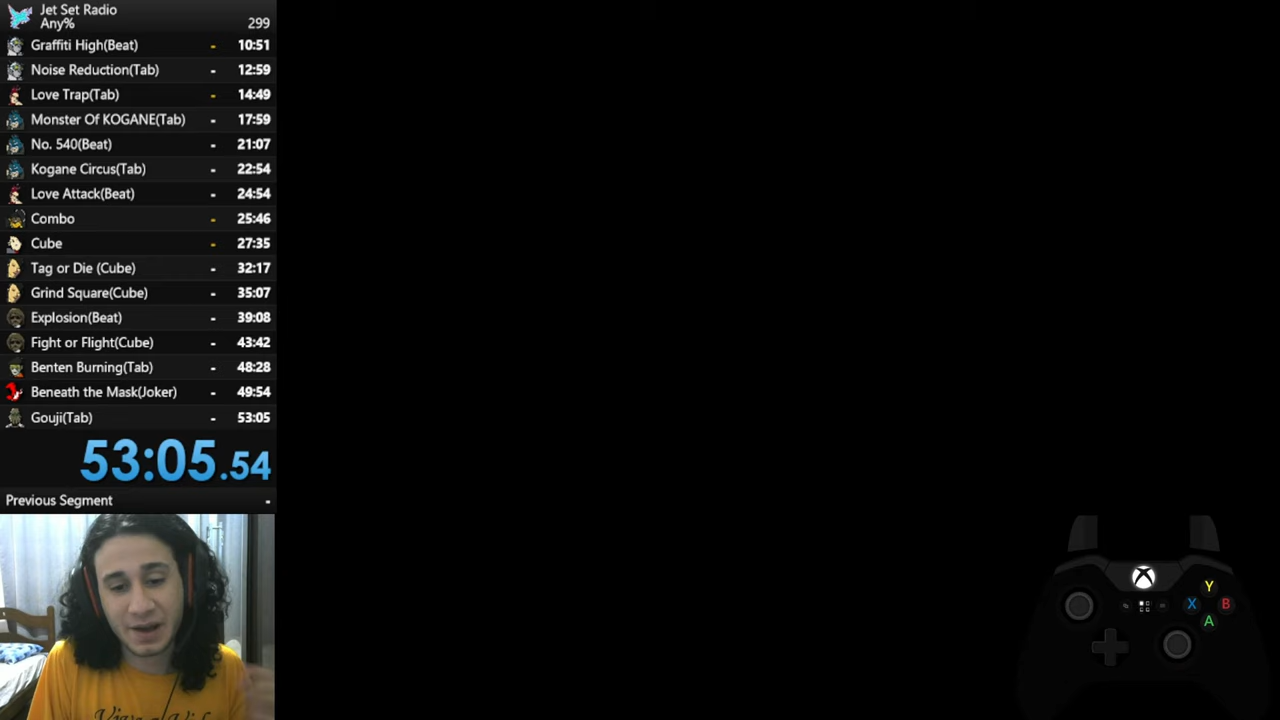 Jet Set Radio
Any% 299
Graffiti High(Beat) - 10:51
Noise Reduction(Tab) - 12:59
Love Trap(Tab) - 14:49
Monster Of KOGANE(Tab) - 17:59
No. 540(Beat) - 21:07
Kogane Circus(Tab) - 22:54
Love Attack(Beat) - 24:54
Combo - 25:46
Cube - 27:35
Tag or Die (Cube) - 32:17
Grind Square(Cube) - 35:07
Explosion(Beat) - 39:08
Fight or Flight(Cube) - 43:42
Benten Burning(Tab) - 48:28
Beneath the Mask(Joker) - 49:54
Gouji(Tab) - 53:05
53:05.54
Previous Segment -
Y
X B
A